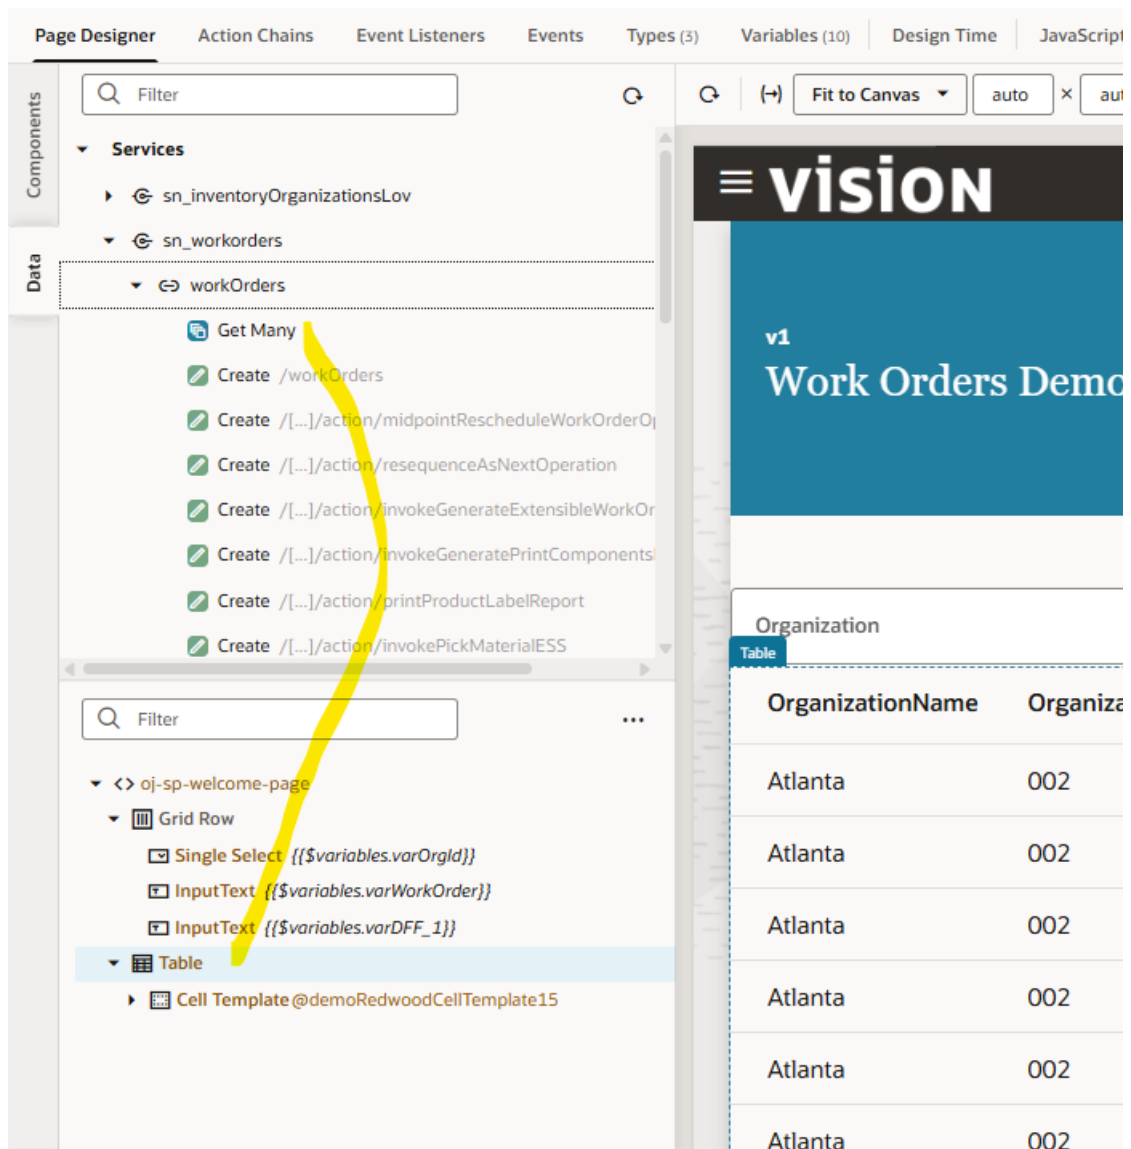 Page Designer Action Chains Event Listeners Events Types (3) Variables (10) Design Time JavaScript
Components
Data
Filter
Services
sn_inventoryOrganizationsLov
sn_workorders
workOrders
Get Many
Create /workOrders
Create /[...]/action/midpointRescheduleWorkOrderOp
Create /[...]/action/resequenceAsNextOperation
Create /[...]/action/invokeGenerateExtensibleWorkOr
Create /[...]/action/invokeGeneratePrintComponents
Create /[...]/action/printProductLabelReport
Create /[...]/action/invokePickMaterialESS
Filter
oj-sp-welcome-page
Grid Row
Single Select {{$variables.varOrgId}}
InputText {{$variables.varWorkOrder}}
InputText {{$variables.varDFF_1}}
Table
Cell Template @demoRedwoodCellTemplate15
Fit to Canvas auto × aut
VISION
v1
Work Orders Demo
Organization
Table
OrganizationName Organiza
Atlanta 002
Atlanta 002
Atlanta 002
Atlanta 002
Atlanta 002
Atlanta 002